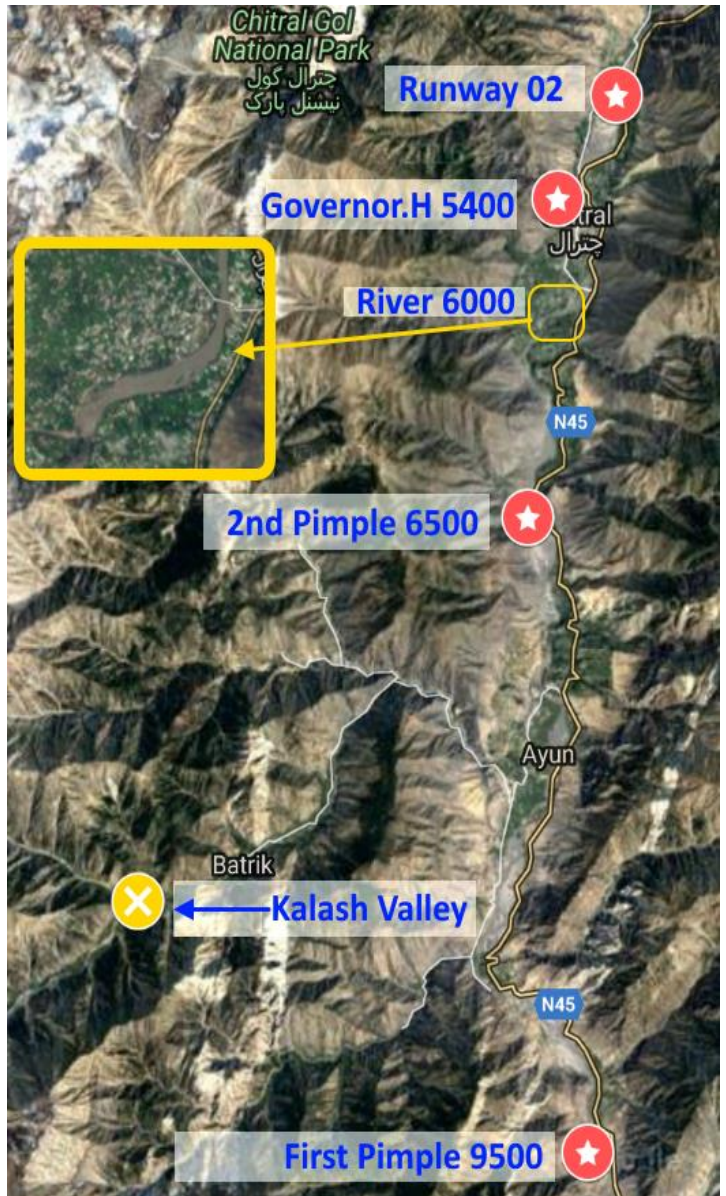 Chitral Gol
National Park
چترال گول
نیشنل پارک
Runway 02
Governor.H 5400
tral
چترال
River 6000
N45
2nd Pimple 6500
Ayun
Batrik
Kalash Valley
N45
First Pimple 9500